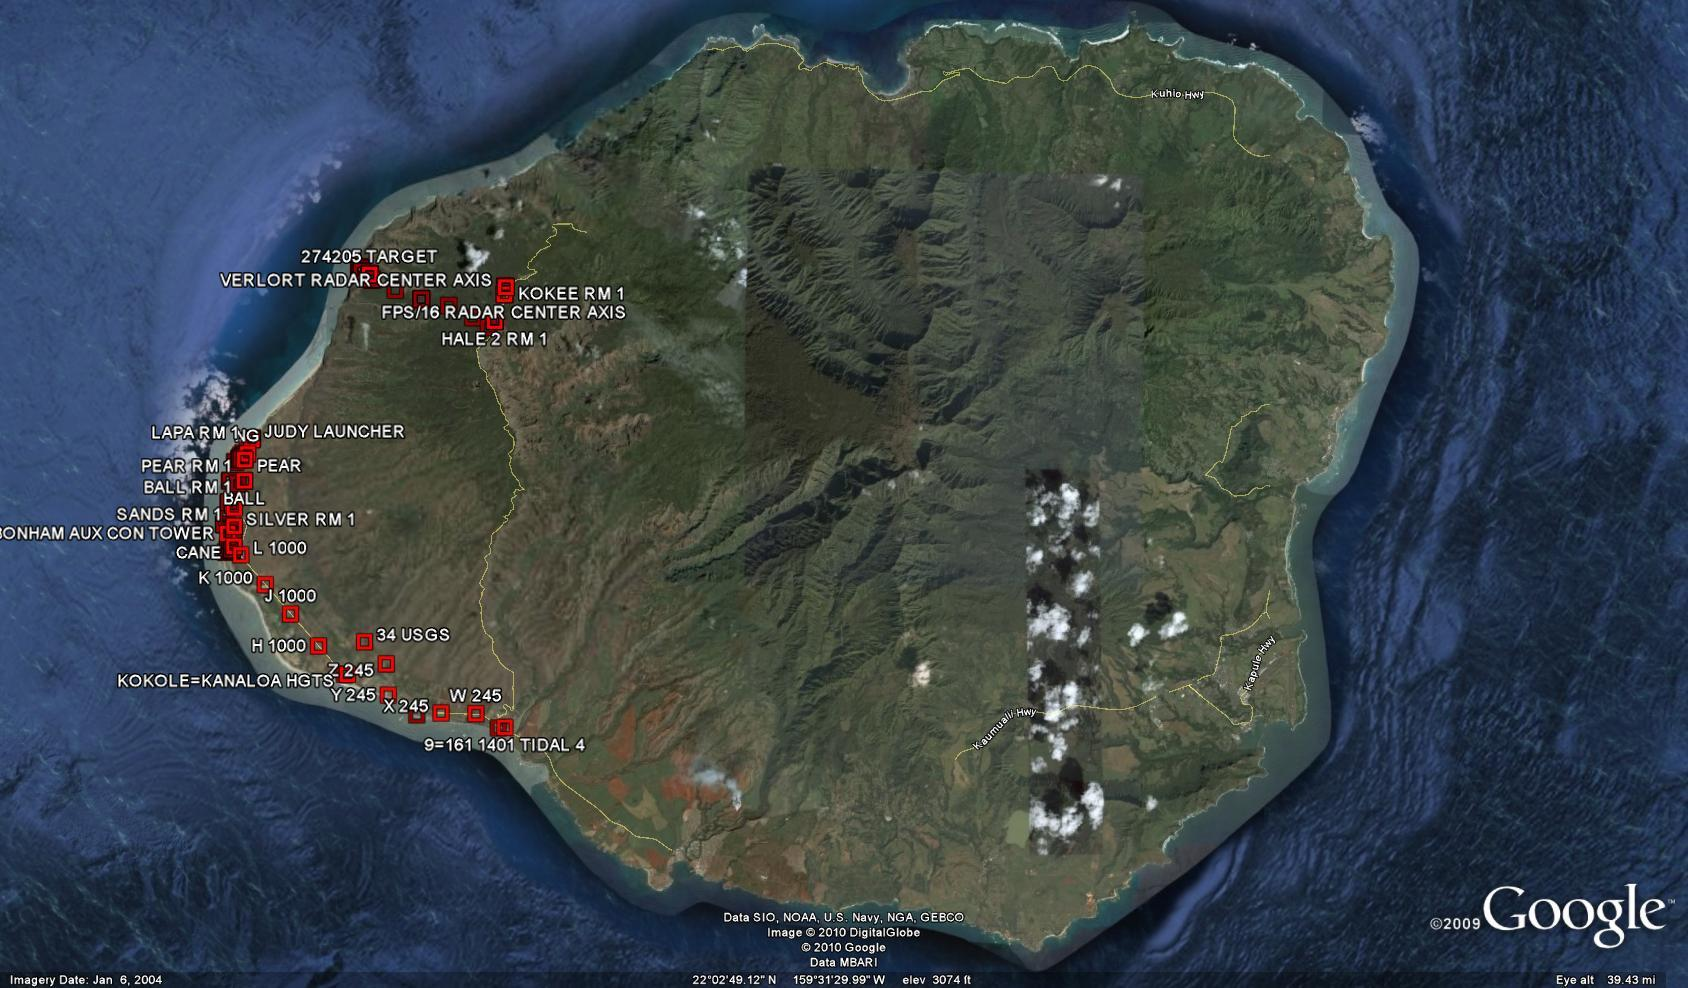 Kuhio Hwy
274205 TARGET
VERLORT RADAR CENTER AXIS
KOKEE RM 1
FPS/16 RADAR CENTER AXIS
HALE 2 RM 1
LAPA RM 1
NG
JUDY LAUNCHER
PEAR RM 1
PEAR
BALL RM 1
BALL
SANDS RM 1
SILVER RM 1
BONHAM AUX CON TOWER
CANE
L 1000
K 1000
J 1000
H 1000
34 USGS
Z 245
KOKOLE=KANALOA HGTS
Y 245
X 245
W 245
9=161 1401 TIDAL 4
Kapule Hwy
Kaumualii Hwy
Data SIO, NOAA, U.S. Navy, NGA, GEBCO
Image © 2010 DigitalGlobe
© 2010 Google
Data MBARI
©2009 Google™
Imagery Date: Jan 6, 2004
22°02'49.12" N 159°31'29.99" W elev 3074 ft
Eye alt 39.43 mi